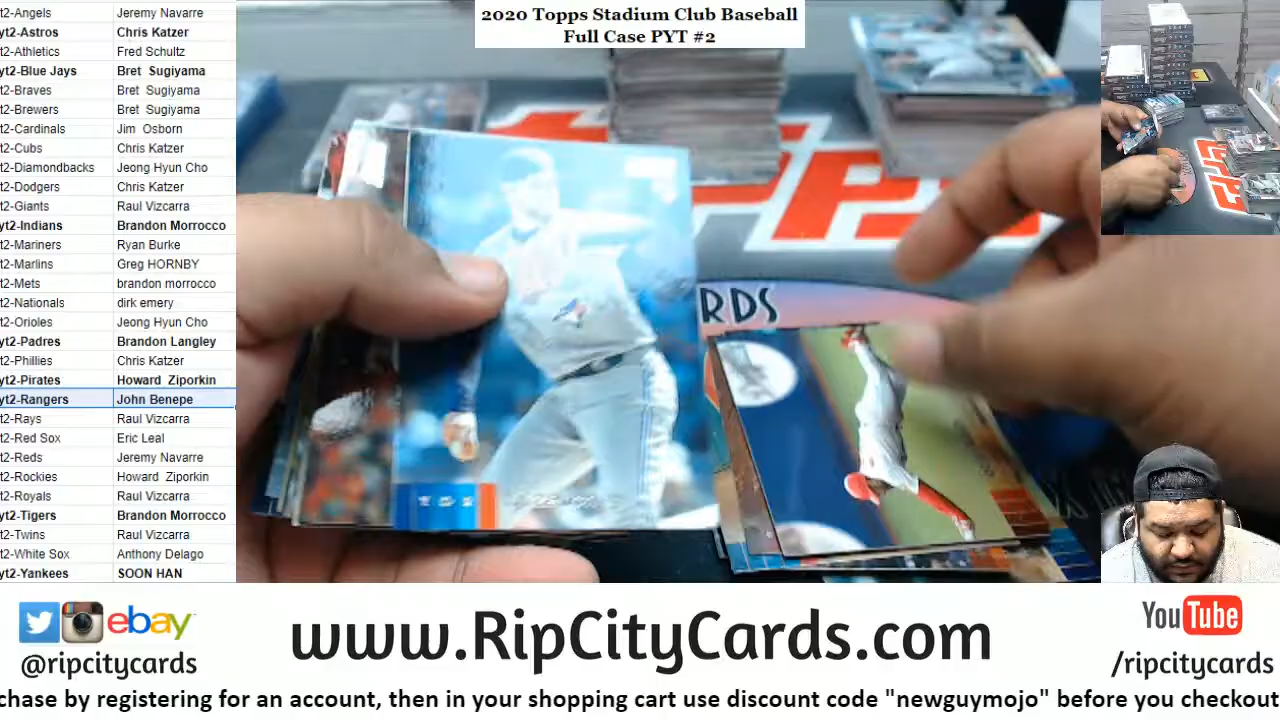 2020 Topps Stadium Club Baseball
Full Case PYT #2
t2-Angels Jeremy Navarre
yt2-Astros Chris Katzer
t2-Athletics Fred Schultz
yt2-Blue Jays Bret Sugiyama
t2-Braves Bret Sugiyama
t2-Brewers Bret Sugiyama
t2-Cardinals Jim Osborn
t2-Cubs Chris Katzer
t2-Diamondbacks Jeong Hyun Cho
t2-Dodgers Chris Katzer
t2-Giants Raul Vizcarra
yt2-Indians Brandon Morrocco
t2-Mariners Ryan Burke
t2-Marlins Greg HORNBY
t2-Mets brandon morrocco
t2-Nationals dirk emery
t2-Orioles Jeong Hyun Cho
yt2-Padres Brandon Langley
t2-Phillies Chris Katzer
yt2-Pirates Howard Ziporkin
yt2-Rangers John Benepe
t2-Rays Raul Vizcarra
t2-Red Sox Eric Leal
t2-Reds Jeremy Navarre
t2-Rockies Howard Ziporkin
t2-Royals Raul Vizcarra
yt2-Tigers Brandon Morrocco
t2-Twins Raul Vizcarra
t2-White Sox Anthony Delago
yt2-Yankees SOON HAN
RDS
ebay
@ripcitycards
www.RipCityCards.com
YouTube
/ripcitycards
chase by registering for an account, then in your shopping cart use discount code "newguymojo" before you checkout